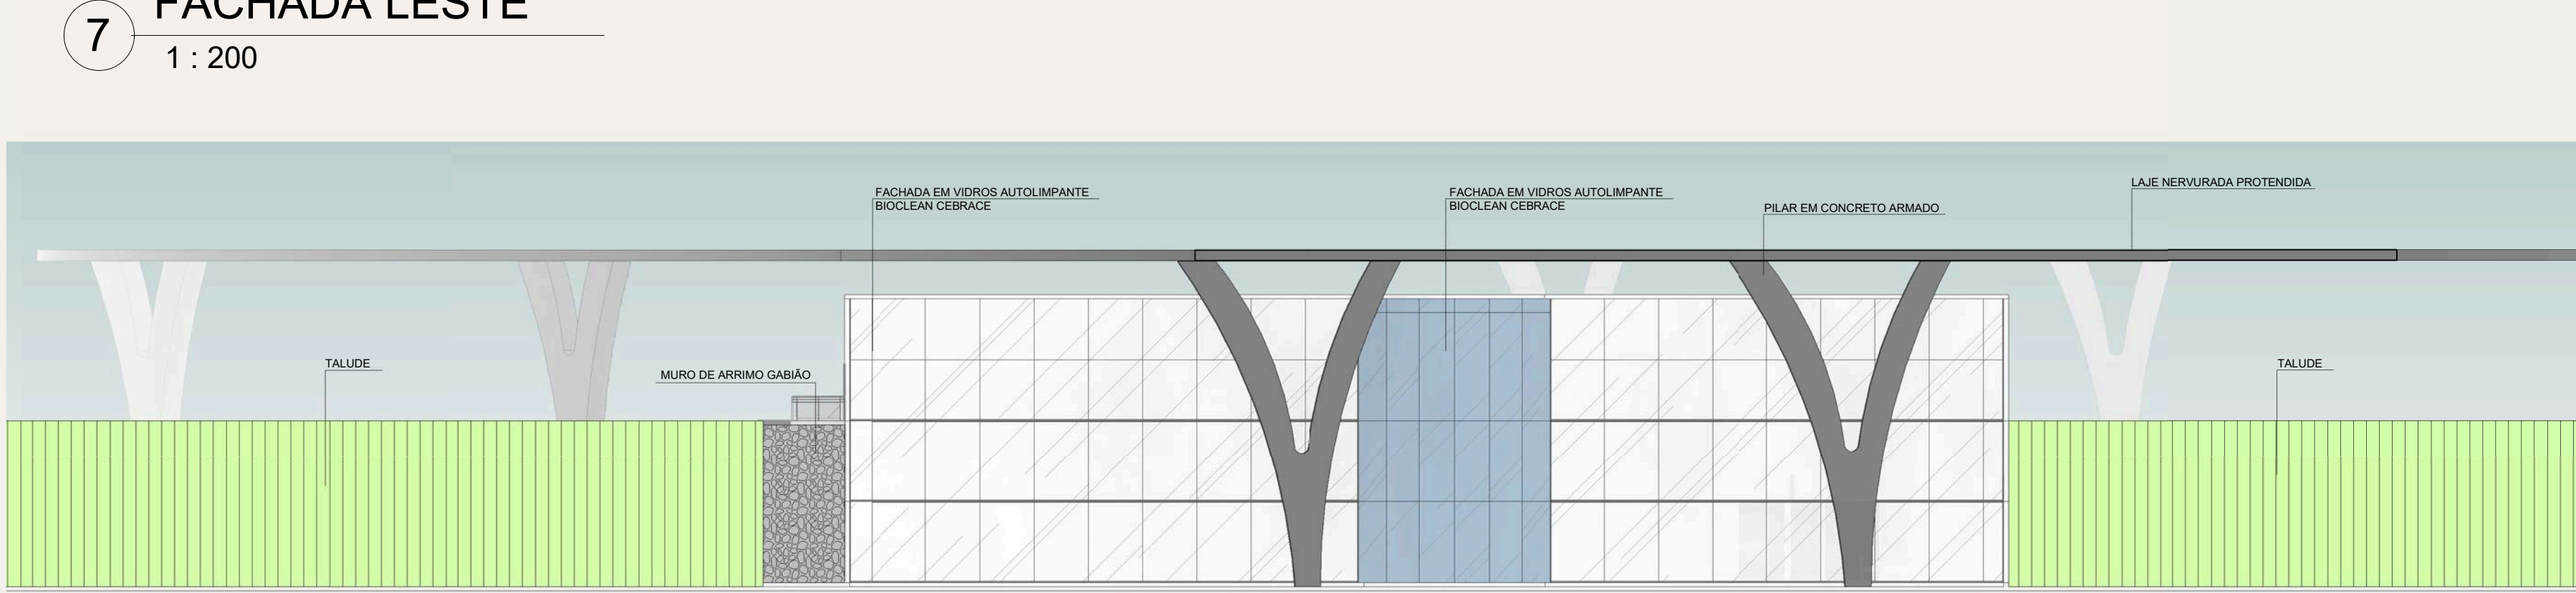 FACHADA LESTE
7
1 : 200
LAJE NERVURADA PROTENDIDA
FACHADA EM VIDROS AUTOLIMPANTE
BIOCLEAN CEBRACE
FACHADA EM VIDROS AUTOLIMPANTE
BIOCLEAN CEBRACE
PILAR EM CONCRETO ARMADO
TALUDE
MURO DE ARRIMO GABIÃO
TALUDE